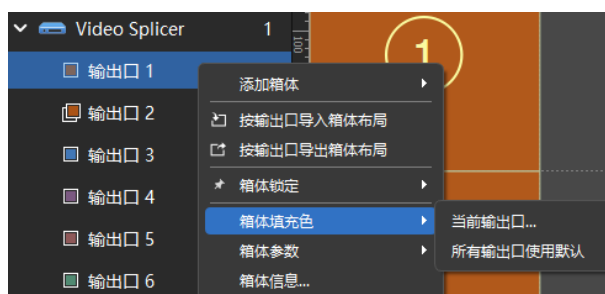 Video Splicer 1
100
1
输出口 1
输出口 2
输出口 3
输出口 4
输出口 5
输出口 6
添加箱体
按输出口导入箱体布局
按输出口导出箱体布局
箱体锁定
箱体填充色
箱体参数
箱体信息...
当前输出口...
所有输出口使用默认